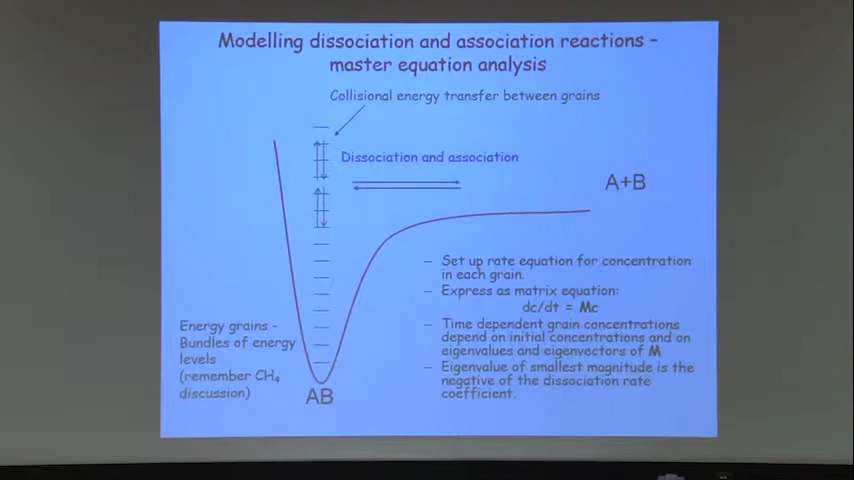 Modelling dissociation and association reactions –
master equation analysis
Collisional energy transfer between grains
Dissociation and association
A+B
– Set up rate equation for concentration
in each grain.
– Express as matrix equation:
dc/dt = Mc
– Time dependent grain concentrations
depend on initial concentrations and on
eigenvalues and eigenvectors of M
– Eigenvalue of smallest magnitude is the
negative of the dissociation rate
coefficient.
Energy grains -
Bundles of energy
levels
(remember CH₄
discussion)
AB